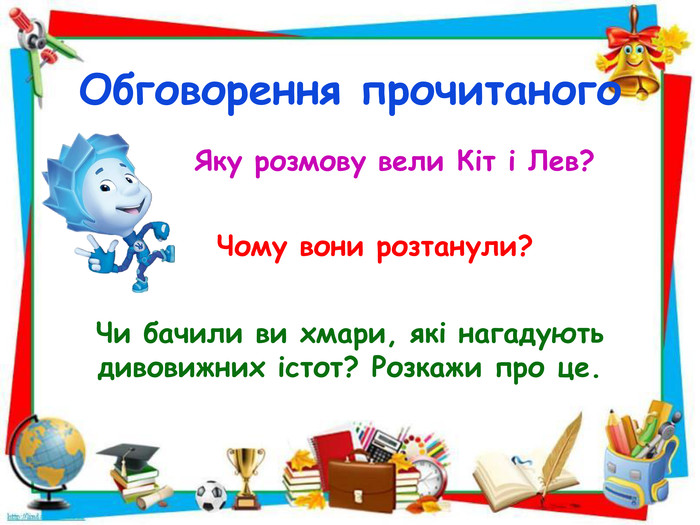 Обговорення прочитаного
Яку розмову вели Кіт і Лев?
Чому вони розтанули?
Чи бачили ви хмари, які нагадують
дивовижних істот? Розкажи про це.